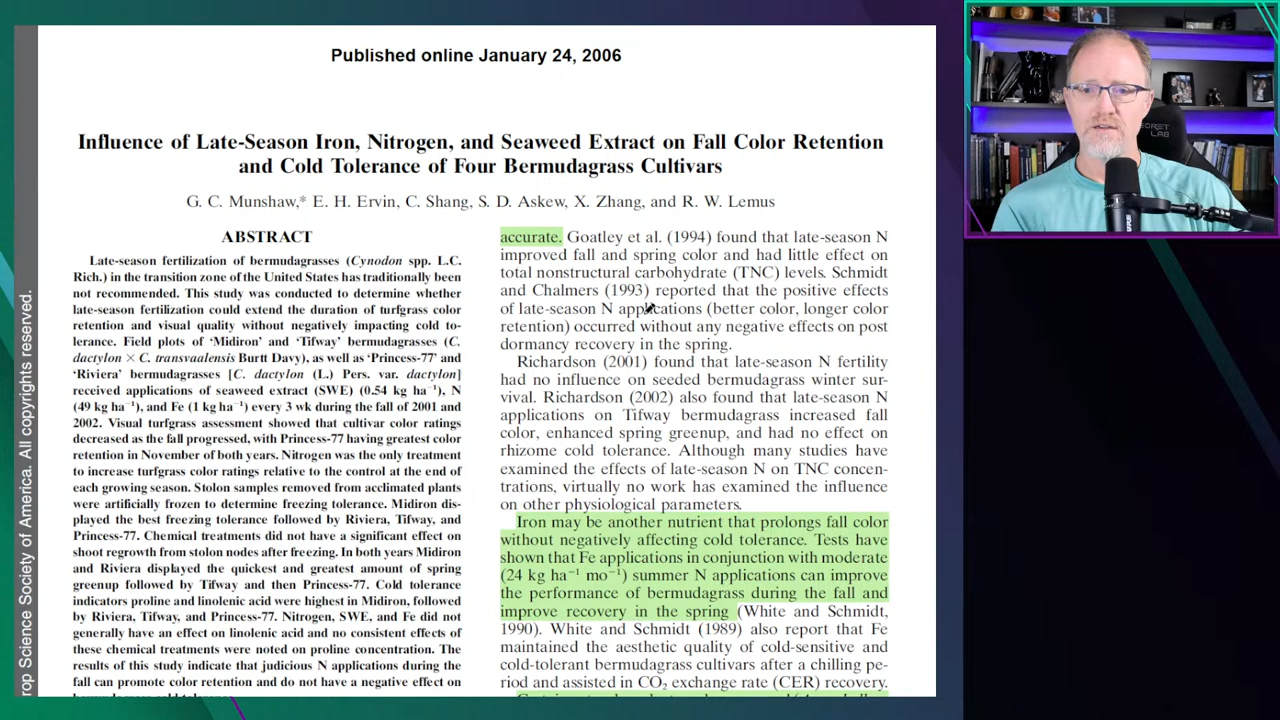 Published online January 24, 2006
Influence of Late-Season Iron, Nitrogen, and Seaweed Extract on Fall Color Retention
and Cold Tolerance of Four Bermudagrass Cultivars
G. C. Munshaw,* E. H. Ervin, C. Shang, S. D. Askew, X. Zhang, and R. W. Lemus
ABSTRACT
Late-season fertilization of bermudagrasses (Cynodon spp. L.C.
Rich.) in the transition zone of the United States has traditionally been
not recommended. This study was conducted to determine whether
late-season fertilization could extend the duration of turfgrass color
retention and visual quality without negatively impacting cold to-
lerance. Field plots of ‘Midiron’ and ‘Tifway’ bermudagrasses (C.
dactylon × C. transvaalensis Burtt Davy), as well as ‘Princess-77’ and
‘Riviera’ bermudagrasses [C. dactylon (L.) Pers. var. dactylon]
received applications of seaweed extract (SWE) (0.54 kg ha⁻¹), N
(49 kg ha⁻¹), and Fe (1 kg ha⁻¹) every 3 wk during the fall of 2001 and
2002. Visual turfgrass assessment showed that cultivar color ratings
decreased as the fall progressed, with Princess-77 having greatest color
retention in November of both years. Nitrogen was the only treatment
to increase turfgrass color ratings relative to the control at the end of
each growing season. Stolon samples removed from acclimated plants
were artificially frozen to determine freezing tolerance. Midiron dis-
played the best freezing tolerance followed by Riviera, Tifway, and
Princess-77. Chemical treatments did not have a significant effect on
shoot regrowth from stolon nodes after freezing. In both years Midiron
and Riviera displayed the quickest and greatest amount of spring
greenup followed by Tifway and then Princess-77. Cold tolerance
indicators proline and linolenic acid were highest in Midiron, followed
by Riviera, Tifway, and Princess-77. Nitrogen, SWE, and Fe did not
generally have an effect on linolenic acid and no consistent effects of
these chemical treatments were noted on proline concentration. The
results of this study indicate that judicious N applications during the
fall can promote color retention and do not have a negative effect on
accurate. Goatley et al. (1994) found that late-season N
improved fall and spring color and had little effect on
total nonstructural carbohydrate (TNC) levels. Schmidt
and Chalmers (1993) reported that the positive effects
of late-season N applications (better color, longer color
retention) occurred without any negative effects on post
dormancy recovery in the spring.
Richardson (2001) found that late-season N fertility
had no influence on seeded bermudagrass winter sur-
vival. Richardson (2002) also found that late-season N
applications on Tifway bermudagrass increased fall
color, enhanced spring greenup, and had no effect on
rhizome cold tolerance. Although many studies have
examined the effects of late-season N on TNC concen-
trations, virtually no work has examined the influence
on other physiological parameters.
Iron may be another nutrient that prolongs fall color
without negatively affecting cold tolerance. Tests have
shown that Fe applications in conjunction with moderate
(24 kg ha⁻¹ mo⁻¹) summer N applications can improve
the performance of bermudagrass during the fall and
improve recovery in the spring (White and Schmidt,
1990). White and Schmidt (1989) also report that Fe
maintained the aesthetic quality of cold-sensitive and
cold-tolerant bermudagrass cultivars after a chilling pe-
riod and assisted in CO₂ exchange rate (CER) recovery.
rop Science Society of America. All copyrights reserved.
SECRET
LAB